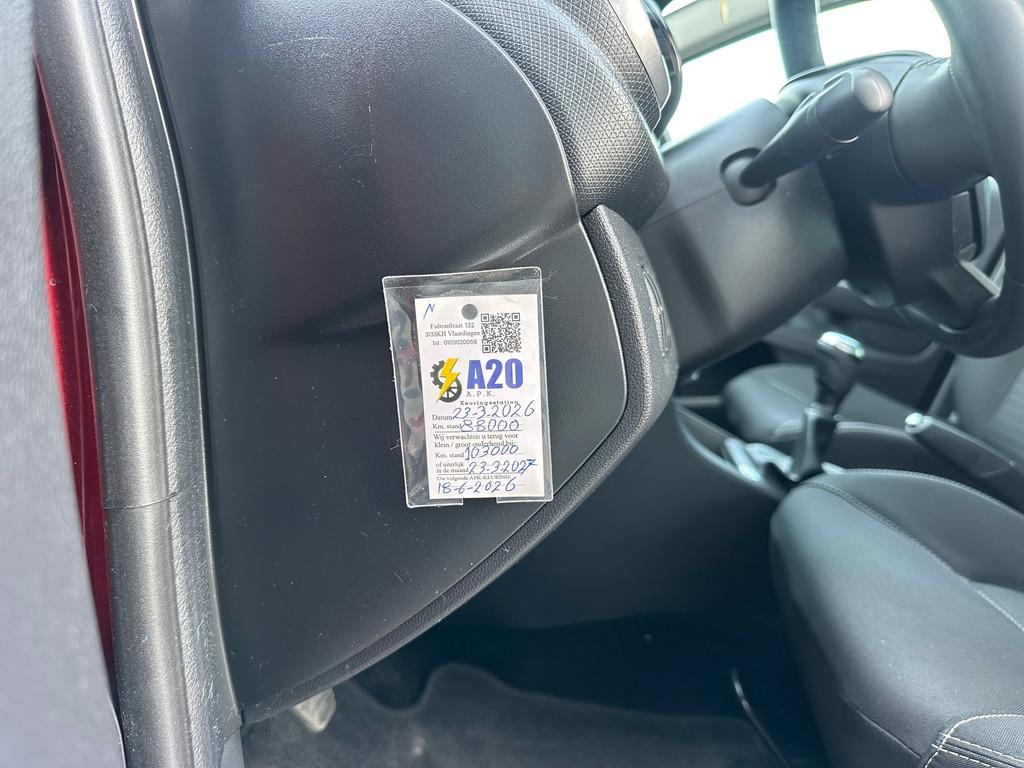 N
Fultonstraat 132
3133KH Vlaardingen
Tel : 0103020056
A20
A.P.K.
Keuringsstation
Datum 23-3-2026
Km. stand 88000
Wij verwachten u terug voor
klein / groot onderhoud bij:
Km. stand 103000
of uiterlijk
in de maand 23-3-2027
Uw volgende APK-KEURING
18-6-2026